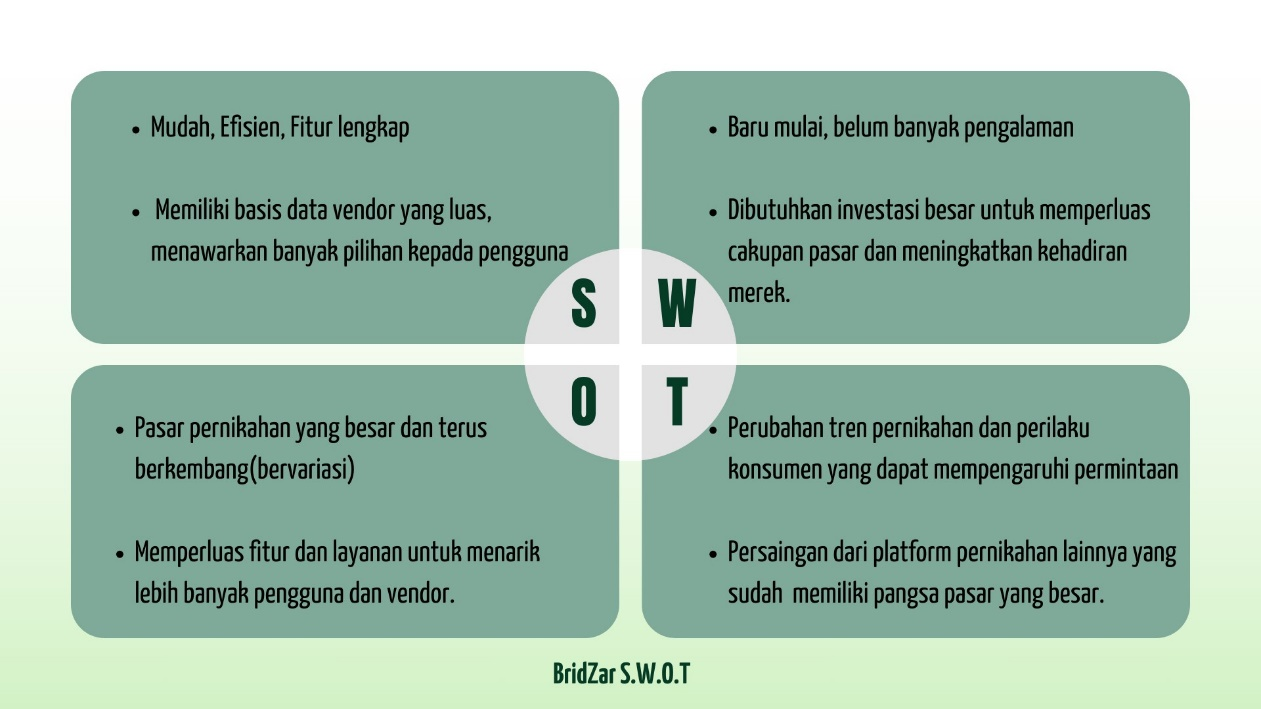 • Mudah, Efisien, Fitur lengkap
• Memiliki basis data vendor yang luas,
menawarkan banyak pilihan kepada pengguna
S
• Baru mulai, belum banyak pengalaman
• Dibutuhkan investasi besar untuk memperluas
cakupan pasar dan meningkatkan kehadiran
merek.
W
O
• Pasar pernikahan yang besar dan terus
berkembang(bervariasi)
• Memperluas fitur dan layanan untuk menarik
lebih banyak pengguna dan vendor.
T
• Perubahan tren pernikahan dan perilaku
konsumen yang dapat mempengaruhi permintaan
• Persaingan dari platform pernikahan lainnya yang
sudah  memiliki pangsa pasar yang besar.
BridZar S.W.O.T